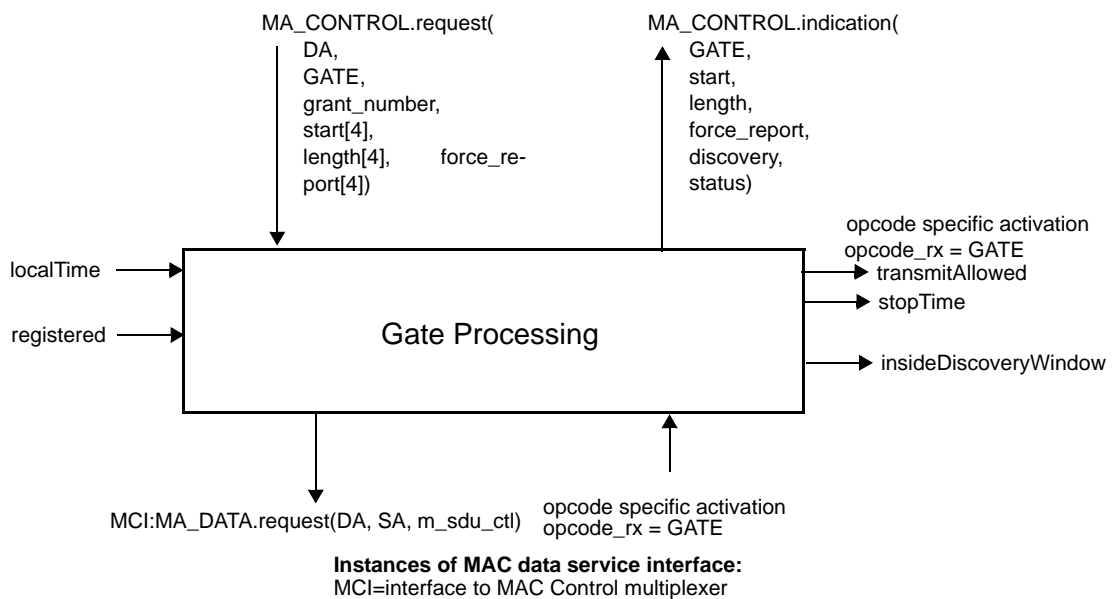 MA_CONTROL.request(
DA,
GATE,
grant_number,
start[4],
length[4], force_re-
port[4])
MA_CONTROL.indication(
GATE,
start,
length,
force_report,
discovery,
status)
opcode specific activation
opcode_rx = GATE
localTime
registered
Gate Processing
transmitAllowed
stopTime
insideDiscoveryWindow
MCI:MA_DATA.request(DA, SA, m_sdu_ctl)
opcode specific activation
opcode_rx = GATE
Instances of MAC data service interface:
MCI=interface to MAC Control multiplexer